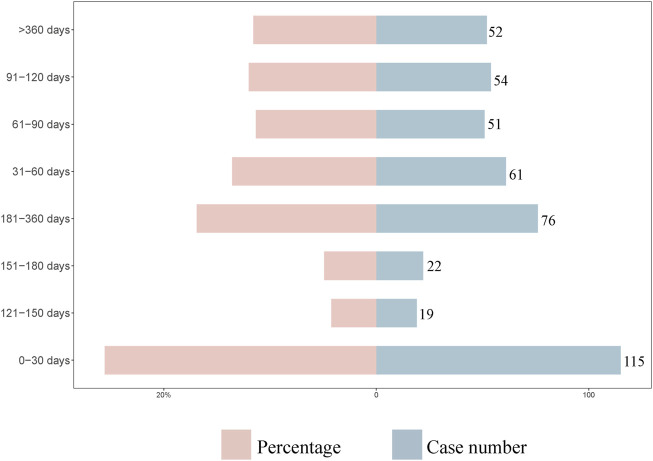 >360 days
52
91−120 days
54
61−90 days
51
31−60 days
61
181−360 days
76
151−180 days
22
121−150 days
19
0−30 days
115
20%
0
100
Percentage
Case number